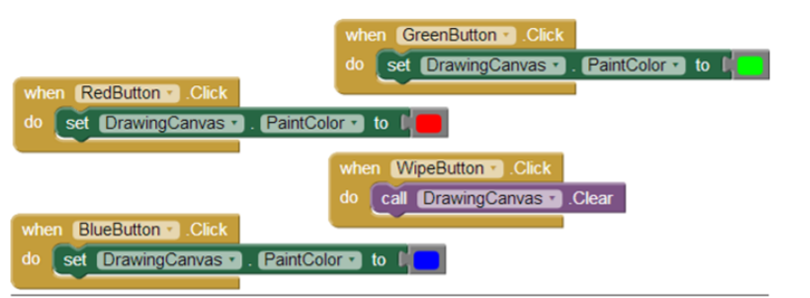 when GreenButton .Click
do set DrawingCanvas . PaintColor to
when RedButton .Click
do set DrawingCanvas . PaintColor to
when WipeButton .Click
do call DrawingCanvas .Clear
when BlueButton .Click
do set DrawingCanvas . PaintColor to